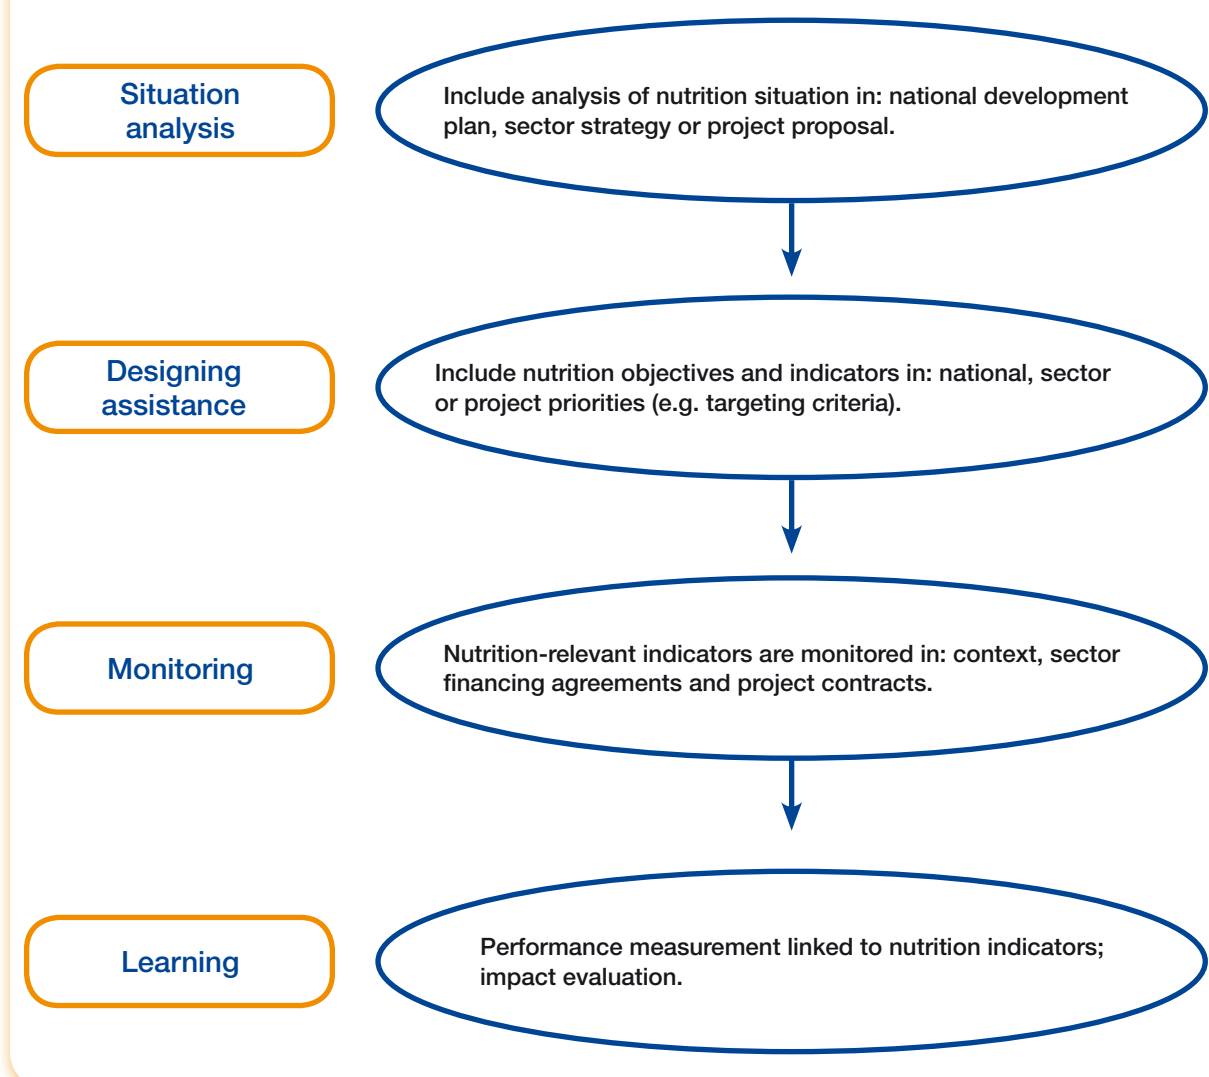 Situation
analysis
Include analysis of nutrition situation in: national development
plan, sector strategy or project proposal.
Designing
assistance
Include nutrition objectives and indicators in: national, sector
or project priorities (e.g. targeting criteria).
Monitoring
Nutrition-relevant indicators are monitored in: context, sector
financing agreements and project contracts.
Learning
Performance measurement linked to nutrition indicators;
impact evaluation.